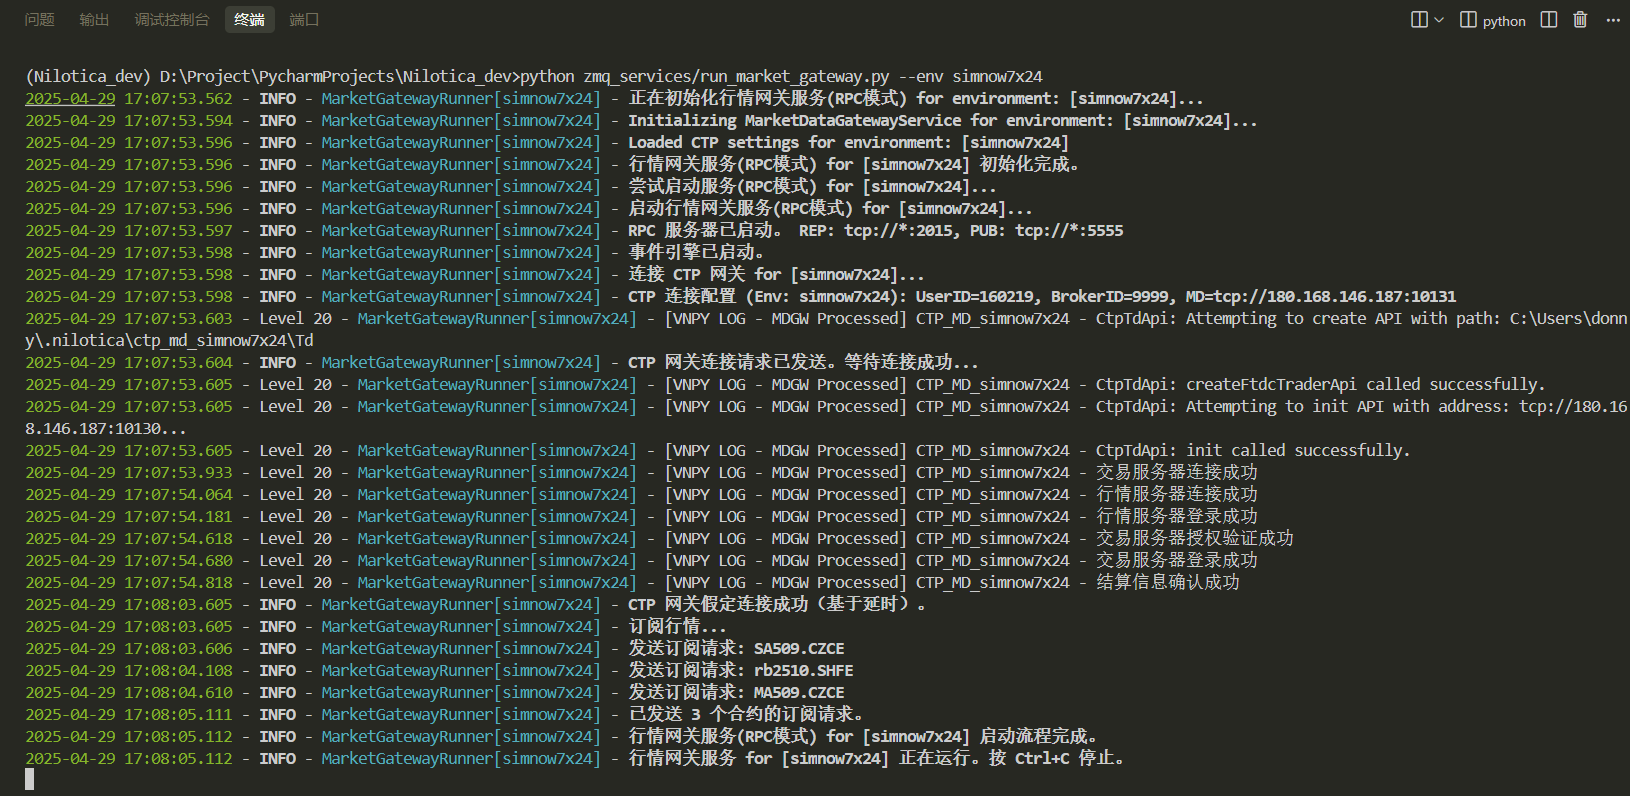 问题 输出 调试控制台 终端 端口 python
(Nilotica_dev) D:\Project\PycharmProjects\Nilotica_dev>python zmq_services/run_market_gateway.py --env simnow7x24
2025-04-29 17:07:53.562 - INFO - MarketGatewayRunner[simnow7x24] - 正在初始化行情网关服务(RPC模式) for environment: [simnow7x24]...
2025-04-29 17:07:53.594 - INFO - MarketGatewayRunner[simnow7x24] - Initializing MarketDataGatewayService for environment: [simnow7x24]...
2025-04-29 17:07:53.596 - INFO - MarketGatewayRunner[simnow7x24] - Loaded CTP settings for environment: [simnow7x24]
2025-04-29 17:07:53.596 - INFO - MarketGatewayRunner[simnow7x24] - 行情网关服务(RPC模式) for [simnow7x24] 初始化完成。
2025-04-29 17:07:53.596 - INFO - MarketGatewayRunner[simnow7x24] - 尝试启动服务(RPC模式) for [simnow7x24]...
2025-04-29 17:07:53.596 - INFO - MarketGatewayRunner[simnow7x24] - 启动行情网关服务(RPC模式) for [simnow7x24]...
2025-04-29 17:07:53.597 - INFO - MarketGatewayRunner[simnow7x24] - RPC 服务器已启动。 REP: tcp://*:2015, PUB: tcp://*:5555
2025-04-29 17:07:53.598 - INFO - MarketGatewayRunner[simnow7x24] - 事件引擎已启动。
2025-04-29 17:07:53.598 - INFO - MarketGatewayRunner[simnow7x24] - 连接 CTP 网关 for [simnow7x24]...
2025-04-29 17:07:53.598 - INFO - MarketGatewayRunner[simnow7x24] - CTP 连接配置 (Env: simnow7x24): UserID=160219, BrokerID=9999, MD=tcp://180.168.146.187:10131
2025-04-29 17:07:53.603 - Level 20 - MarketGatewayRunner[simnow7x24] - [VNPY LOG - MDGW Processed] CTP_MD_simnow7x24 - CtpTdApi: Attempting to create API with path: C:\Users\donn
y\.nilotica\ctp_md_simnow7x24\Td
2025-04-29 17:07:53.604 - INFO - MarketGatewayRunner[simnow7x24] - CTP 网关连接请求已发送。等待连接成功...
2025-04-29 17:07:53.605 - Level 20 - MarketGatewayRunner[simnow7x24] - [VNPY LOG - MDGW Processed] CTP_MD_simnow7x24 - CtpTdApi: createFtdcTraderApi called successfully.
2025-04-29 17:07:53.605 - Level 20 - MarketGatewayRunner[simnow7x24] - [VNPY LOG - MDGW Processed] CTP_MD_simnow7x24 - CtpTdApi: Attempting to init API with address: tcp://180.16
8.146.187:10130...
2025-04-29 17:07:53.605 - Level 20 - MarketGatewayRunner[simnow7x24] - [VNPY LOG - MDGW Processed] CTP_MD_simnow7x24 - CtpTdApi: init called successfully.
2025-04-29 17:07:53.933 - Level 20 - MarketGatewayRunner[simnow7x24] - [VNPY LOG - MDGW Processed] CTP_MD_simnow7x24 - 交易服务器连接成功
2025-04-29 17:07:54.064 - Level 20 - MarketGatewayRunner[simnow7x24] - [VNPY LOG - MDGW Processed] CTP_MD_simnow7x24 - 行情服务器连接成功
2025-04-29 17:07:54.181 - Level 20 - MarketGatewayRunner[simnow7x24] - [VNPY LOG - MDGW Processed] CTP_MD_simnow7x24 - 行情服务器登录成功
2025-04-29 17:07:54.618 - Level 20 - MarketGatewayRunner[simnow7x24] - [VNPY LOG - MDGW Processed] CTP_MD_simnow7x24 - 交易服务器授权验证成功
2025-04-29 17:07:54.680 - Level 20 - MarketGatewayRunner[simnow7x24] - [VNPY LOG - MDGW Processed] CTP_MD_simnow7x24 - 交易服务器登录成功
2025-04-29 17:07:54.818 - Level 20 - MarketGatewayRunner[simnow7x24] - [VNPY LOG - MDGW Processed] CTP_MD_simnow7x24 - 结算信息确认成功
2025-04-29 17:08:03.605 - INFO - MarketGatewayRunner[simnow7x24] - CTP 网关假定连接成功（基于延时）。
2025-04-29 17:08:03.605 - INFO - MarketGatewayRunner[simnow7x24] - 订阅行情...
2025-04-29 17:08:03.606 - INFO - MarketGatewayRunner[simnow7x24] - 发送订阅请求: SA509.CZCE
2025-04-29 17:08:04.108 - INFO - MarketGatewayRunner[simnow7x24] - 发送订阅请求: rb2510.SHFE
2025-04-29 17:08:04.610 - INFO - MarketGatewayRunner[simnow7x24] - 发送订阅请求: MA509.CZCE
2025-04-29 17:08:05.111 - INFO - MarketGatewayRunner[simnow7x24] - 已发送 3 个合约的订阅请求。
2025-04-29 17:08:05.112 - INFO - MarketGatewayRunner[simnow7x24] - 行情网关服务(RPC模式) for [simnow7x24] 启动流程完成。
2025-04-29 17:08:05.112 - INFO - MarketGatewayRunner[simnow7x24] - 行情网关服务 for [simnow7x24] 正在运行。按 Ctrl+C 停止。